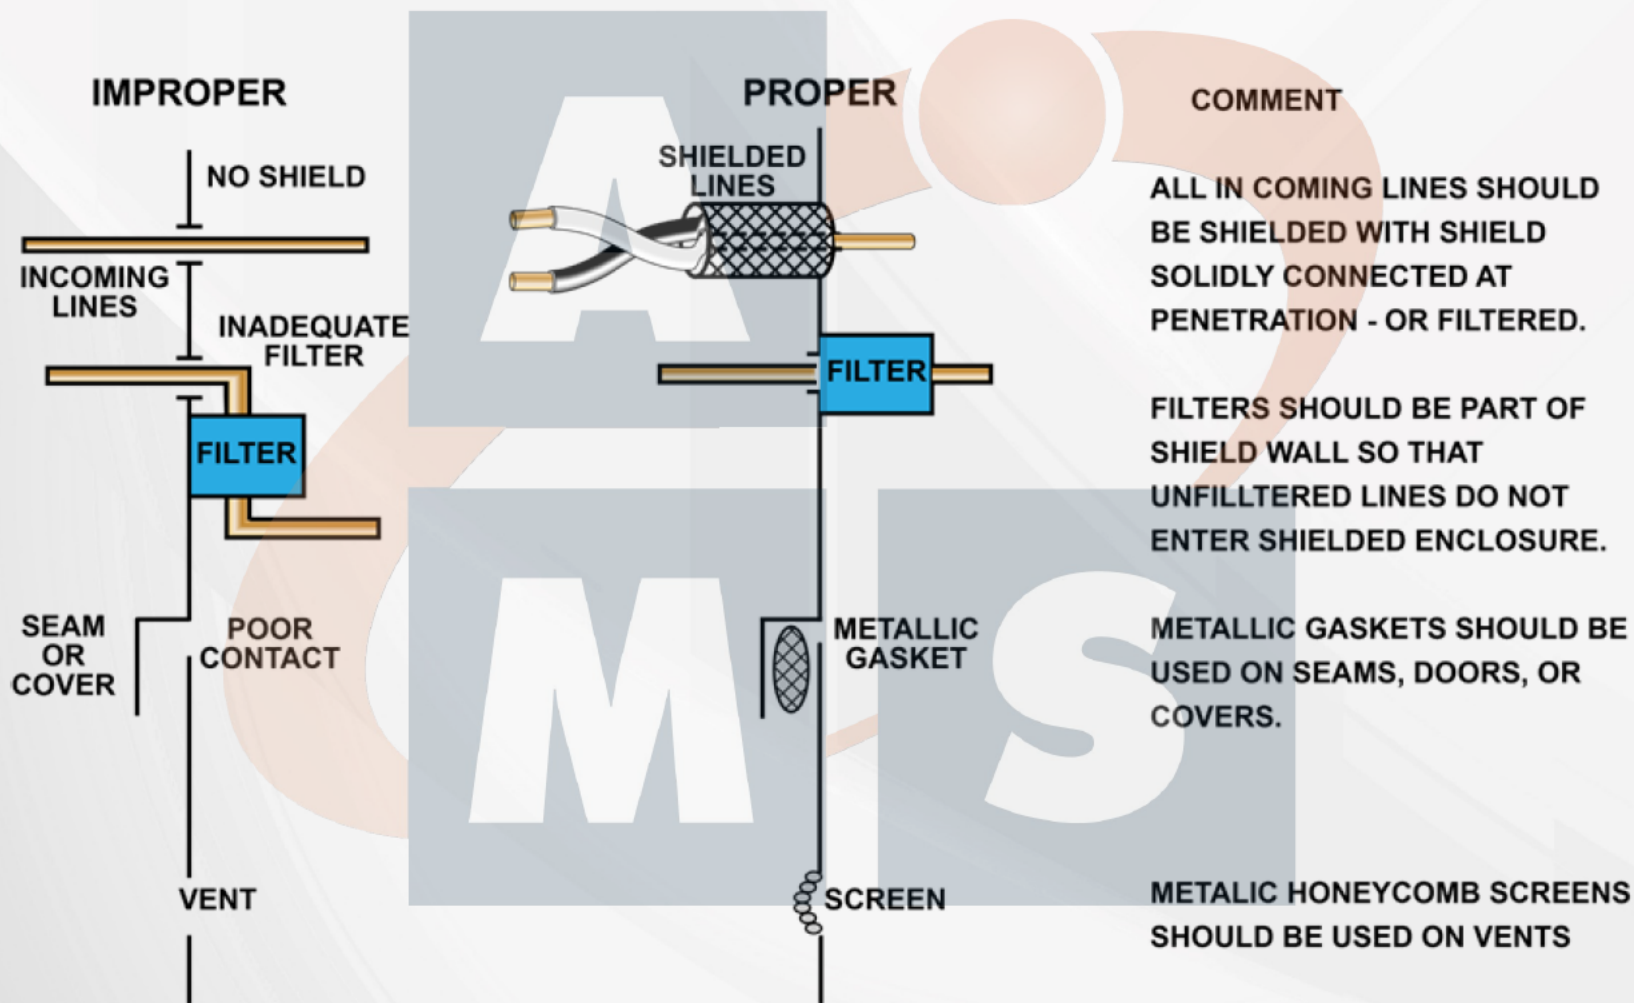 IMPROPER
NO SHIELD
INCOMING
LINES
INADEQUATE
FILTER
FILTER
SEAM
OR
COVER
POOR
CONTACT
VENT
PROPER
SHIELDED
LINES
FILTER
METALLIC
GASKET
SCREEN
COMMENT
ALL IN COMING LINES SHOULD
BE SHIELDED WITH SHIELD
SOLIDLY CONNECTED AT
PENETRATION - OR FILTERED.
FILTERS SHOULD BE PART OF
SHIELD WALL SO THAT
UNFILLTERED LINES DO NOT
ENTER SHIELDED ENCLOSURE.
METALLIC GASKETS SHOULD BE
USED ON SEAMS, DOORS, OR
COVERS.
METALIC HONEYCOMB SCREENS
SHOULD BE USED ON VENTS
A
M S